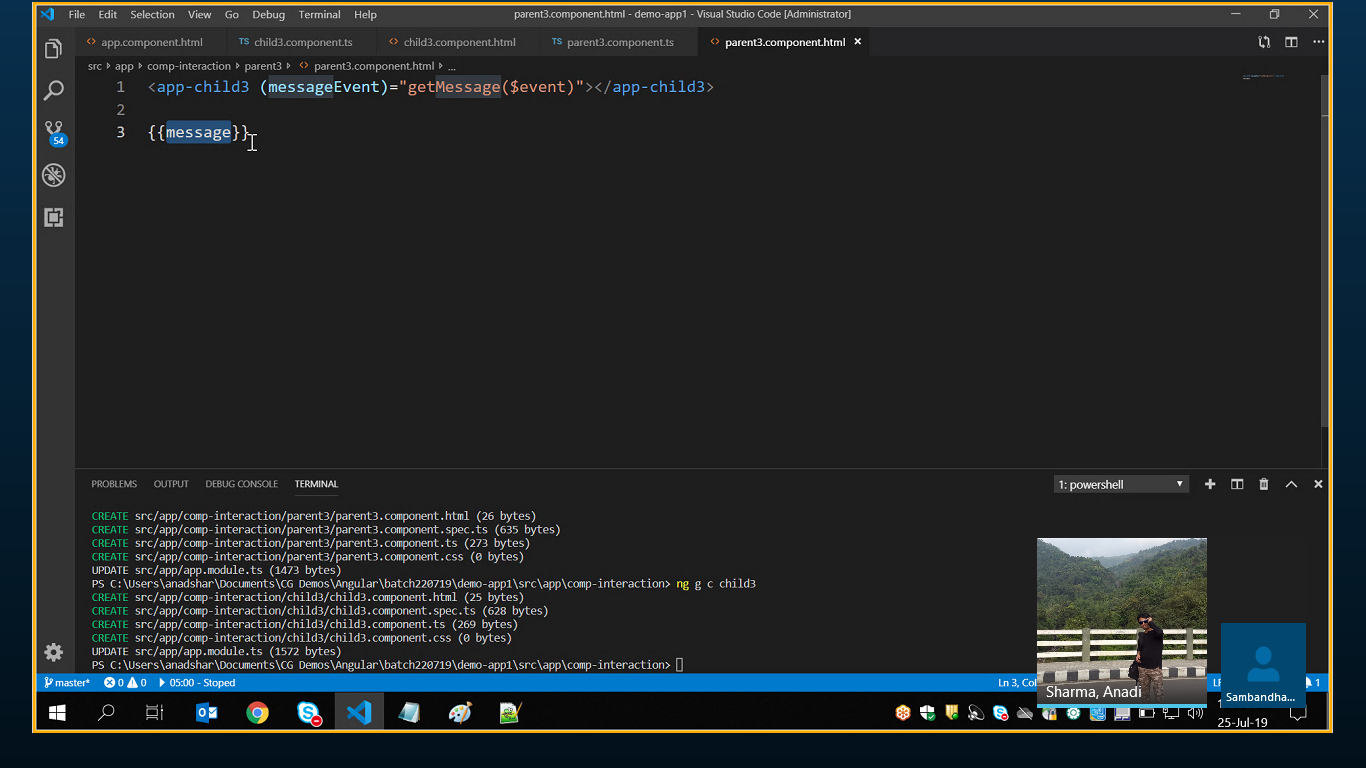 File Edit Selection View Go Debug Terminal Help parent3.component.html - demo-app1 - Visual Studio Code [Administrator]
app.component.html TS child3.component.ts child3.component.html TS parent3.component.ts parent3.component.html
src › app › comp-interaction › parent3 › parent3.component.html › ...
1 <app-child3 (messageEvent)="getMessage($event)"></app-child3>
2
3 {{message}}
54
PROBLEMS OUTPUT DEBUG CONSOLE TERMINAL 1: powershell
CREATE src/app/comp-interaction/parent3/parent3.component.html (26 bytes)
CREATE src/app/comp-interaction/parent3/parent3.component.spec.ts (635 bytes)
CREATE src/app/comp-interaction/parent3/parent3.component.ts (273 bytes)
CREATE src/app/comp-interaction/parent3/parent3.component.css (0 bytes)
UPDATE src/app/app.module.ts (1473 bytes)
PS C:\Users\anadshar\Documents\CG Demos\Angular\batch220719\demo-app1\src\app\comp-interaction> ng g c child3
CREATE src/app/comp-interaction/child3/child3.component.html (25 bytes)
CREATE src/app/comp-interaction/child3/child3.component.spec.ts (628 bytes)
CREATE src/app/comp-interaction/child3/child3.component.ts (269 bytes)
CREATE src/app/comp-interaction/child3/child3.component.css (0 bytes)
UPDATE src/app/app.module.ts (1572 bytes)
PS C:\Users\anadshar\Documents\CG Demos\Angular\batch220719\demo-app1\src\app\comp-interaction>
master* 0 0 05:00 - Stoped Ln 3, Col 1
Sharma, Anadi
Sambandha...
25-Jul-19